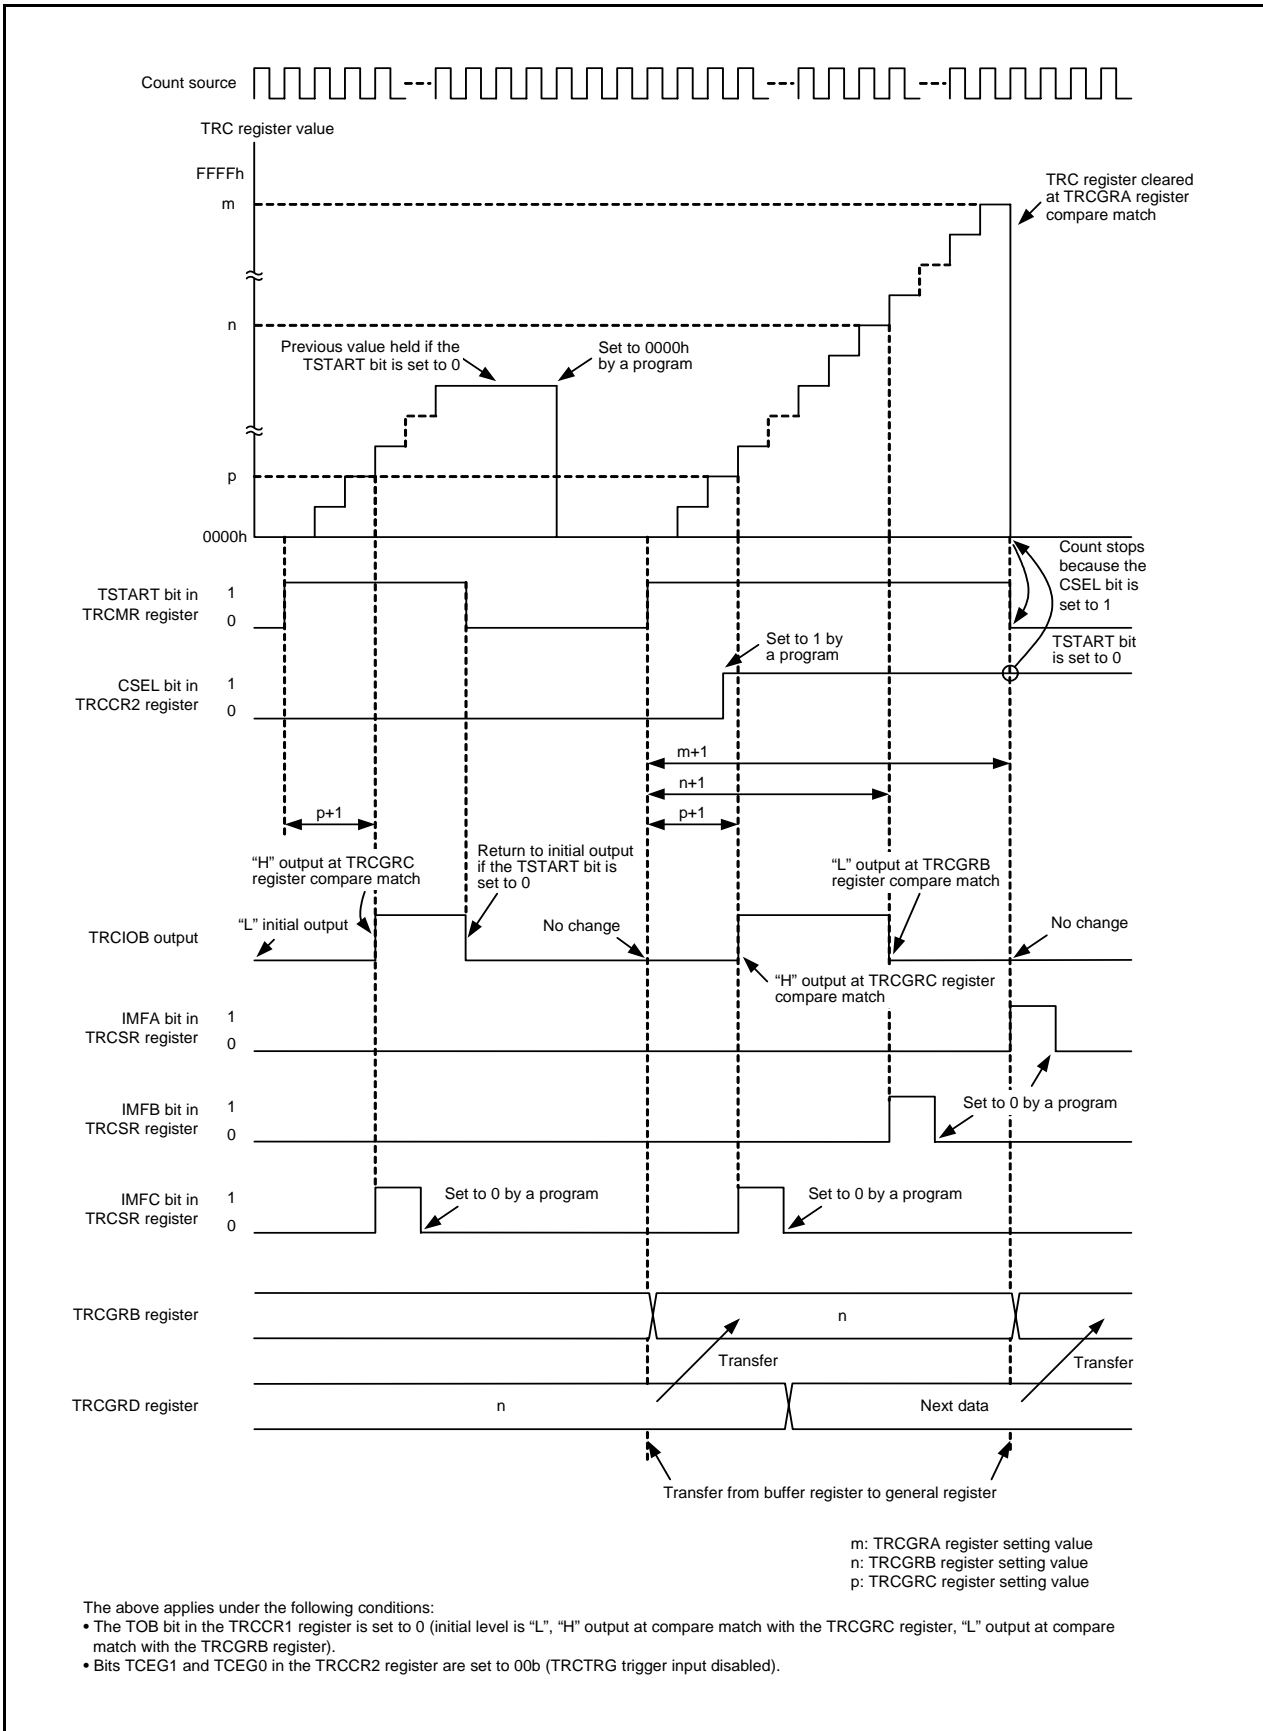 Count source
TRC register value
FFFFh
m
TRC register cleared
at TRCGRA register
compare match
n
Previous value held if the
TSTART bit is set to 0
Set to 0000h
by a program
p
0000h
Count stops
because the
CSEL bit is
set to 1
TSTART bit in
TRCMR register
1
0
TSTART bit
is set to 0
Set to 1 by
a program
CSEL bit in
TRCCR2 register
1
0
m+1
n+1
p+1
p+1
“H” output at TRCGRC
register compare match
Return to initial output
if the TSTART bit is
set to 0
“L” output at TRCGRB
register compare match
“L” initial output
No change
No change
TRCIOB output
“H” output at TRCGRC register
compare match
IMFA bit in
TRCSR register
1
0
Set to 0 by a program
IMFB bit in
TRCSR register
1
0
IMFC bit in
TRCSR register
1
0
Set to 0 by a program
Set to 0 by a program
TRCGRB register
n
Transfer
Transfer
TRCGRD register
n
Next data
Transfer from buffer register to general register
m: TRCGRA register setting value
n: TRCGRB register setting value
p: TRCGRC register setting value
The above applies under the following conditions:
• The TOB bit in the TRCCR1 register is set to 0 (initial level is “L”, “H” output at compare match with the TRCGRC register, “L” output at compare
match with the TRCGRB register).
• Bits TCEG1 and TCEG0 in the TRCCR2 register are set to 00b (TRCTRG trigger input disabled).